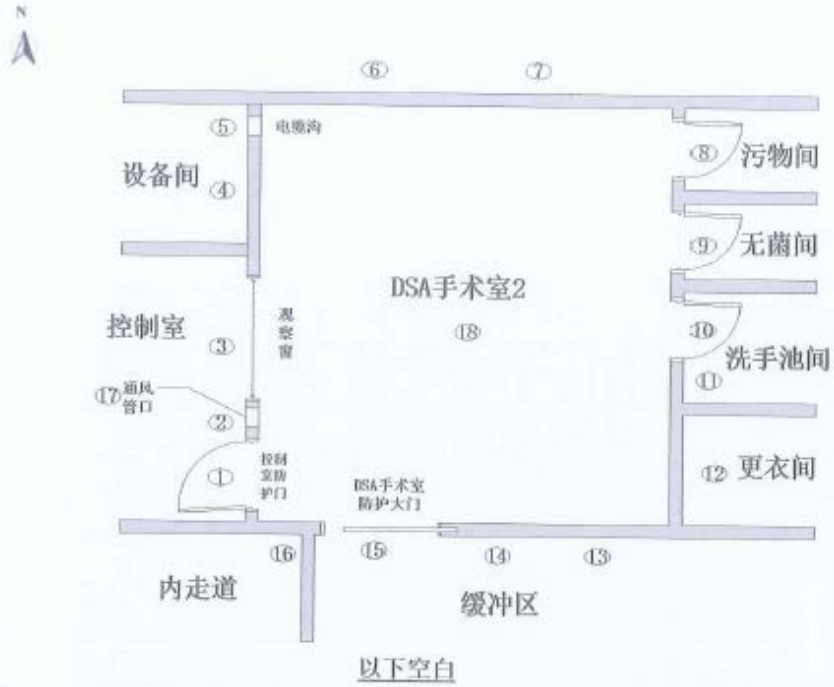 N
⑥ ⑦
⑤ 电缆沟
⑧ 污物间
设备间 ④
⑨ 无菌间
DSA手术室2
⑱
控制室 ③
观
察
窗
⑩
洗手池间
⑪
⑰ 通风
管口
②
①
控制
室防
护门
⑫ 更衣间
DSA手术室
防护大门
⑯ ⑮ ⑭ ⑬
内走道
缓冲区
以下空白